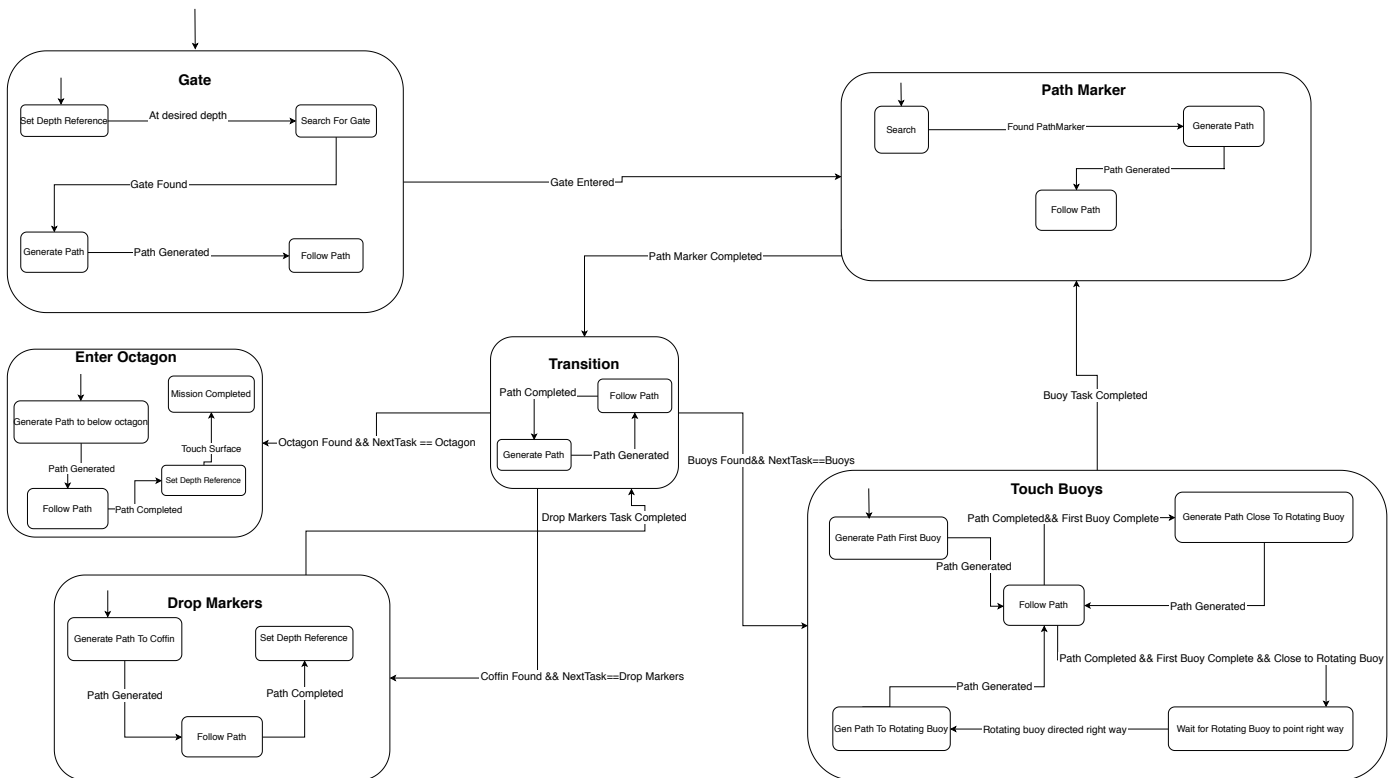 Gate
Set Depth Reference
At desired depth
Search For Gate
Gate Found
Generate Path
Path Generated
Follow Path
Gate Entered
Path Marker
Search
Found PathMarker
Generate Path
Path Generated
Follow Path
Path Marker Completed
Enter Octagon
Mission Completed
Generate Path to below octagon
Touch Surface
Path Generated
Set Depth Reference
Follow Path
Path Completed
Octagon Found && NextTask == Octagon
Transition
Path Completed
Follow Path
Generate Path
Path Generated
Buoys Found&& NextTask==Buoys
Buoy Task Completed
Drop Markers Task Completed
Touch Buoys
Generate Path First Buoy
Path Completed&& First Buoy Complete
Generate Path Close To Rotating Buoy
Path Generated
Follow Path
Path Generated
Path Completed && First Buoy Complete && Close to Rotating Buoy
Path Generated
Gen Path To Rotating Buoy
Rotating buoy directed right way
Wait for Rotating Buoy to point right way
Drop Markers
Generate Path To Coffin
Set Depth Reference
Path Generated
Path Completed
Follow Path
Coffin Found && NextTask==Drop Markers